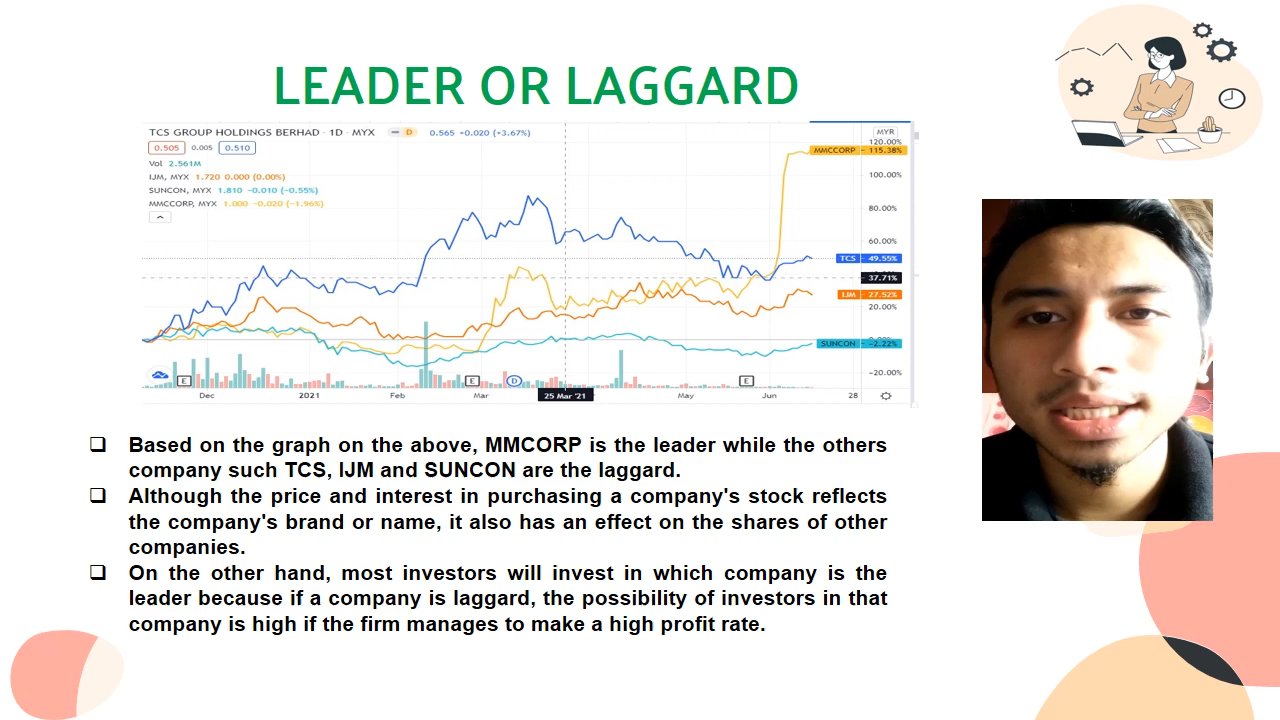 LEADER OR LAGGARD
TCS GROUP HOLDINGS BERHAD · 1D · MYX D 0.565 +0.020 (+3.67%)
0.505 0.005 0.510
Vol 2.561M
IJM, MYX 1.720 0.000 (0.00%)
SUNCON, MYX 1.810 −0.010 (−0.55%)
MMCCORP, MYX 1.000 −0.020 (−1.96%)
MYR
120.00%
MMCCORP 115.38%
100.00%
80.00%
60.00%
TCS 49.55%
37.71%
IJM 27.52%
20.00%
SUNCON −2.22%
−20.00%
E E D E
Dec 2021 Feb Mar 25 Mar '21 May Jun 28
Based on the graph on the above, MMCORP is the leader while the others
company such TCS, IJM and SUNCON are the laggard.
Although the price and interest in purchasing a company's stock reflects
the company's brand or name, it also has an effect on the shares of other
companies.
On the other hand, most investors will invest in which company is the
leader because if a company is laggard, the possibility of investors in that
company is high if the firm manages to make a high profit rate.